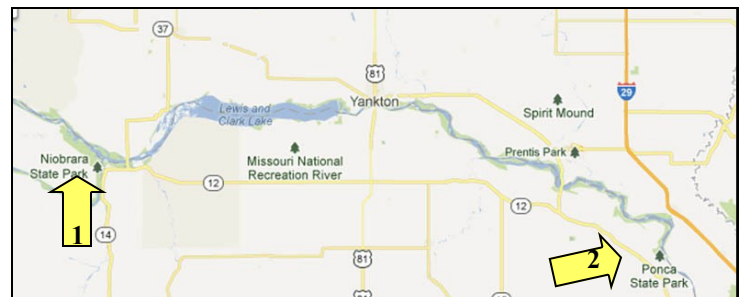 37
81
29
Lewis and
Clark Lake
Yankton
Spirit Mound
Prentis Park
Niobrara
State Park
Missouri National
Recreation River
12
12
1
14
81
2
Ponca
State Park